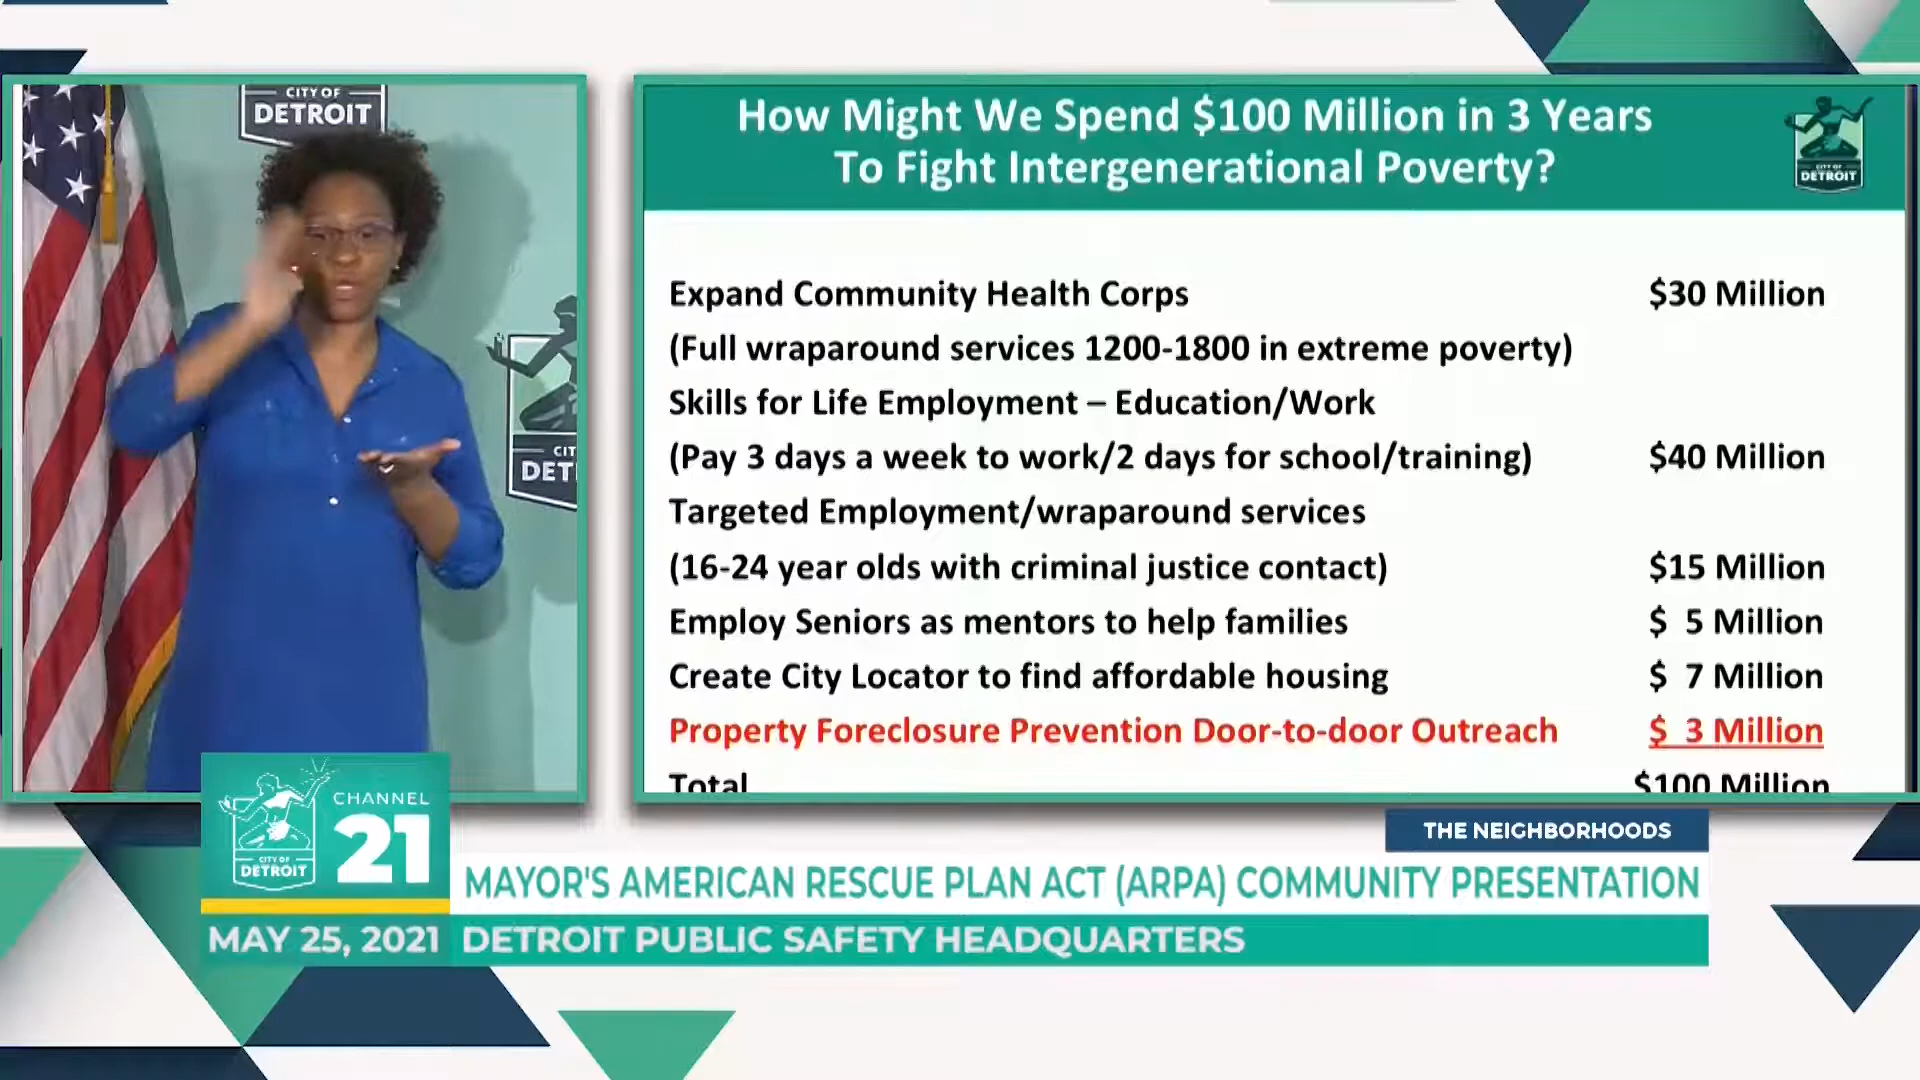 CITY OF
DETROIT
CIT
DET
How Might We Spend $100 Million in 3 Years
To Fight Intergenerational Poverty?
CITY OF
DETROIT
Expand Community Health Corps $30 Million
(Full wraparound services 1200-1800 in extreme poverty)
Skills for Life Employment – Education/Work
(Pay 3 days a week to work/2 days for school/training) $40 Million
Targeted Employment/wraparound services
(16-24 year olds with criminal justice contact) $15 Million
Employ Seniors as mentors to help families $ 5 Million
Create City Locator to find affordable housing $ 7 Million
Property Foreclosure Prevention Door-to-door Outreach $ 3 Million
Total $100 Million
THE NEIGHBORHOODS
CITY OF
DETROIT
CHANNEL
21
MAYOR'S AMERICAN RESCUE PLAN ACT (ARPA) COMMUNITY PRESENTATION
MAY 25, 2021 DETROIT PUBLIC SAFETY HEADQUARTERS